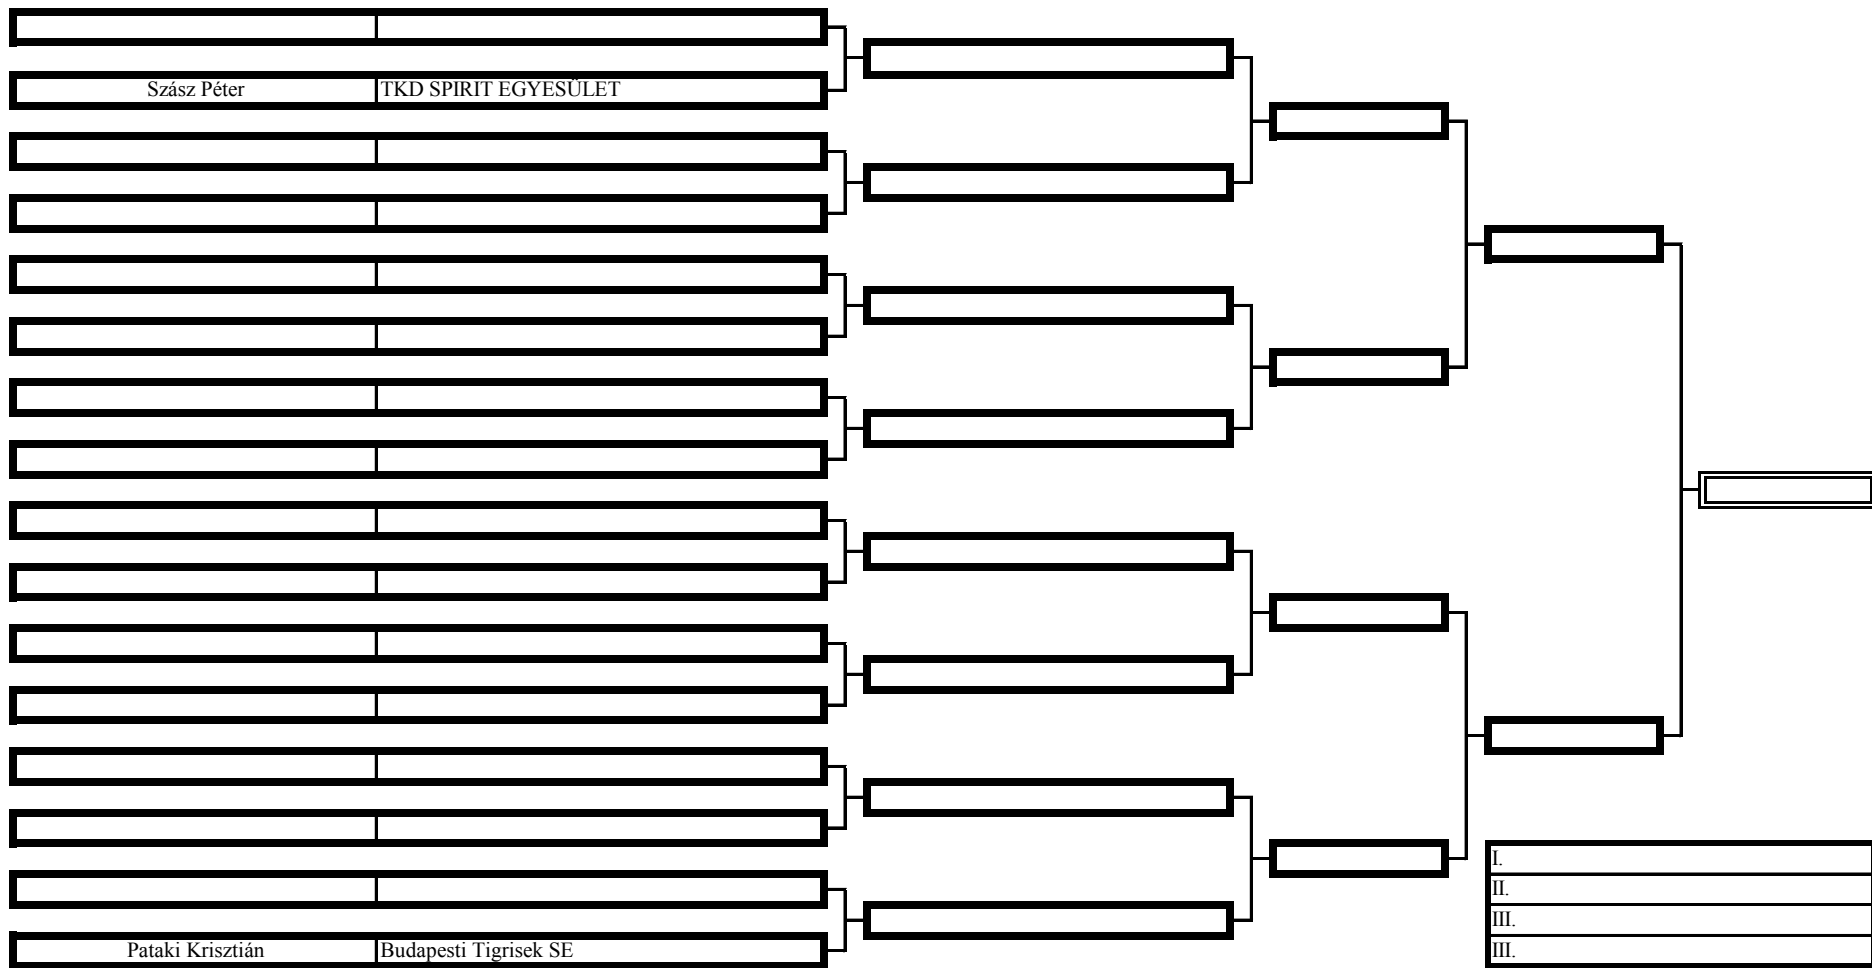 Szász Péter TKD SPIRIT EGYESÜLET
Pataki Krisztián Budapesti Tigrisek SE
I.
II.
III.
III.